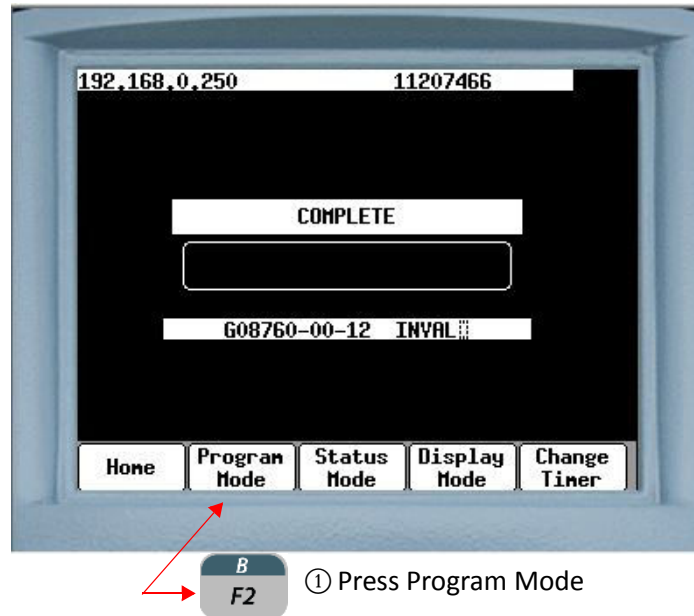 192.168.0.250 11207466
COMPLETE
G08760-00-12 INVAL
Home Program Mode Status Mode Display Mode Change Timer
B
F2
① Press Program Mode